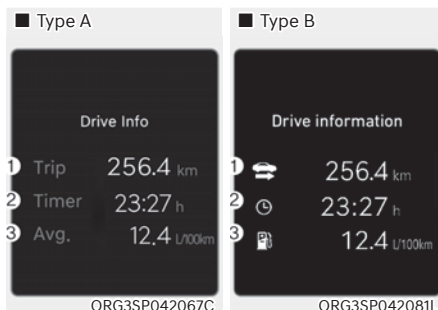 ■ Type A
Drive Info
1 Trip 256.4 km
2 Timer 23:27 h
3 Avg. 12.4 L/100km
ORG3SP042067C
■ Type B
Drive information
1 256.4 km
2 23:27 h
3 12.4 L/100km
ORG3SP042081L